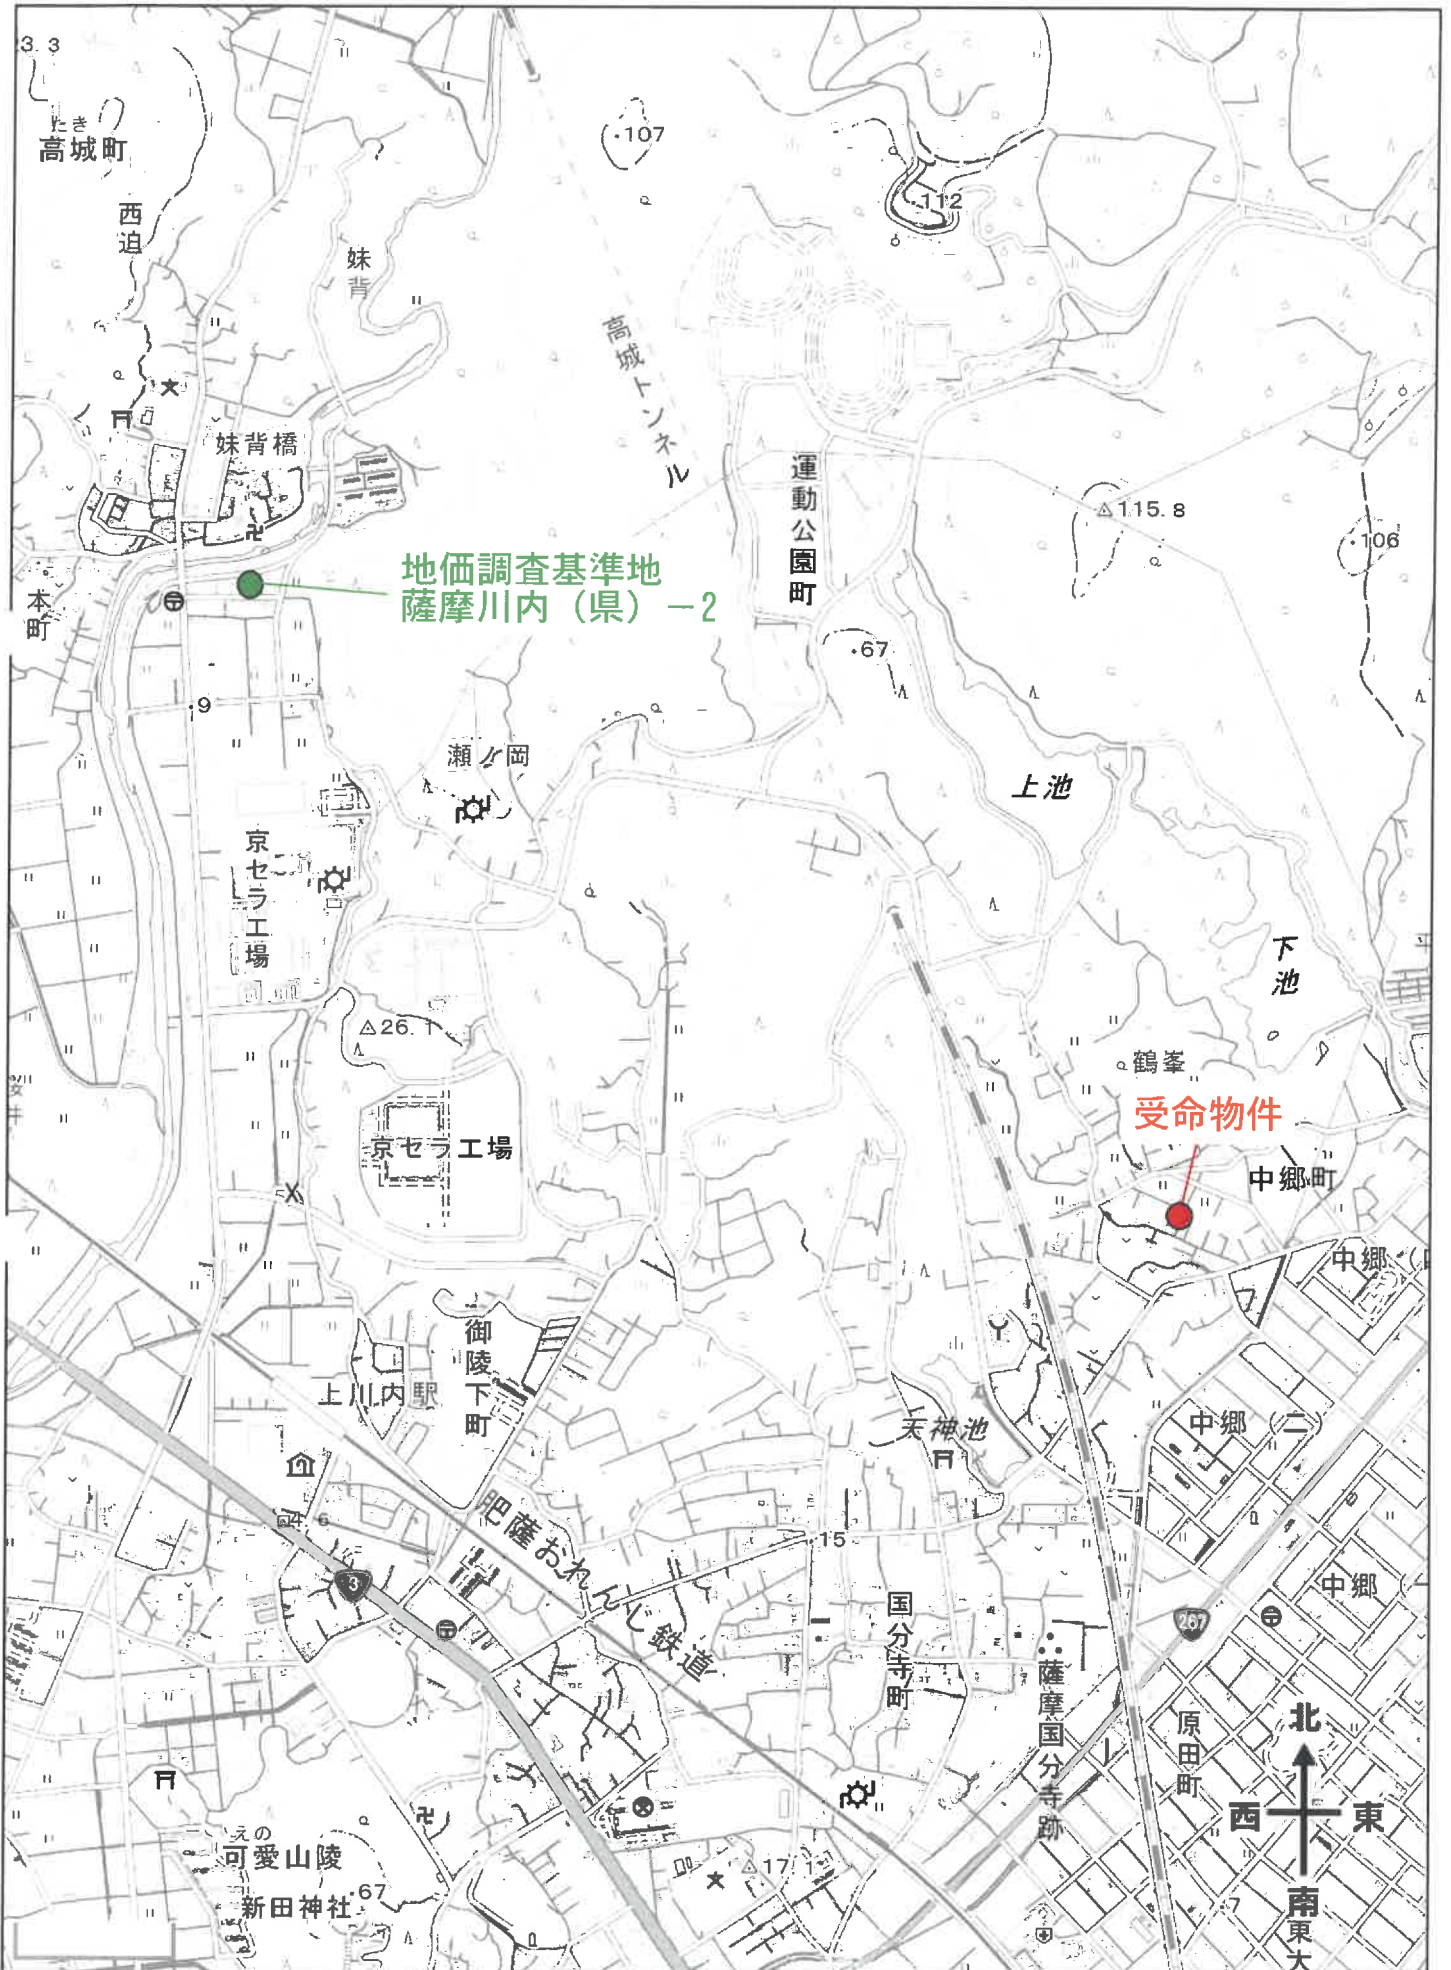 3.3
たき
高城町
・107
・112
西迫
妹背
高城トンネル
妹背橋
運動公園町
△115.8
・106
地価調査基準地
薩摩川内（県）－2
本町
・67
・9
瀬ノ岡
上池
京セラ工場
下池
△26.1
鶴峯
受命物件
京セラ工場
中郷町
御陵下町
上川内駅
天神池
中郷（二）
肥薩おれんじ鉄道
・15
3
国分寺町
中郷
267
薩摩国分寺跡
原田町
北
西
東
南
えの
可愛山陵
新田神社
・67
△17.1
・7
東大